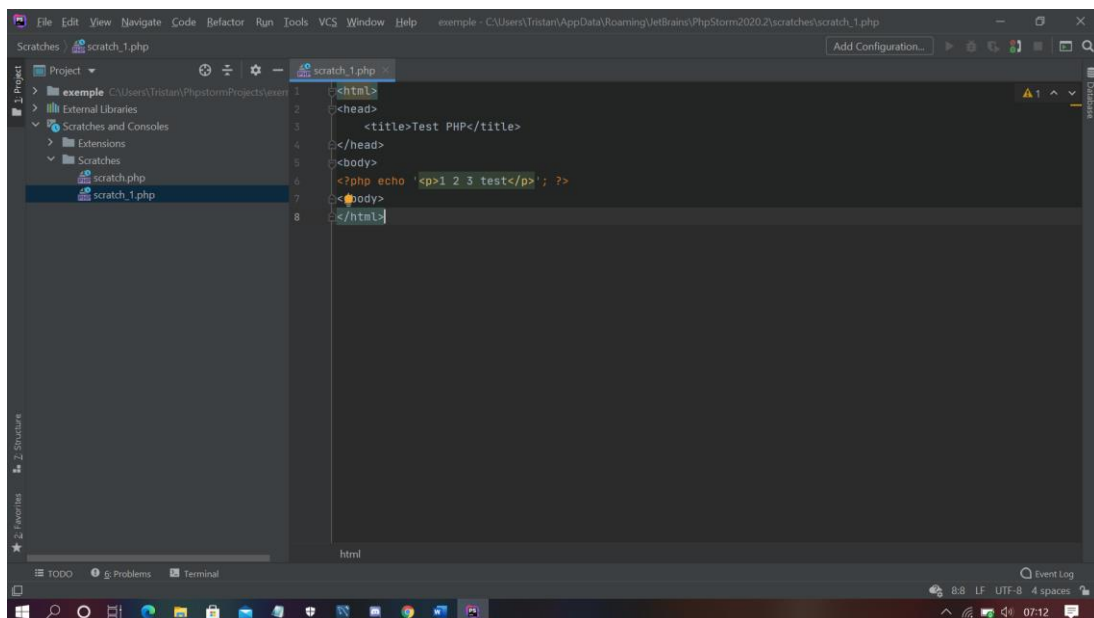 File Edit View Navigate Code Refactor Run Tools VCS Window Help exemple - C:\Users\Tristan\AppData\Roaming\JetBrains\PhpStorm2020.2\scratches\scratch_1.php
Scratches scratch_1.php Add Configuration...
1: Project
Project
exemple C:\Users\Tristan\PhpstormProjects\exem
External Libraries
Scratches and Consoles
Extensions
Scratches
scratch.php
scratch_1.php
scratch_1.php
1 <html>
2 <head>
3 <title>Test PHP</title>
4 </head>
5 <body>
6 <?php echo '<p>1 2 3 test</p>'; ?>
7 < body>
8 </html>
1
Database
7: Structure
2: Favorites
html
TODO 6: Problems Terminal Event Log
8:8 LF UTF-8 4 spaces
07:12